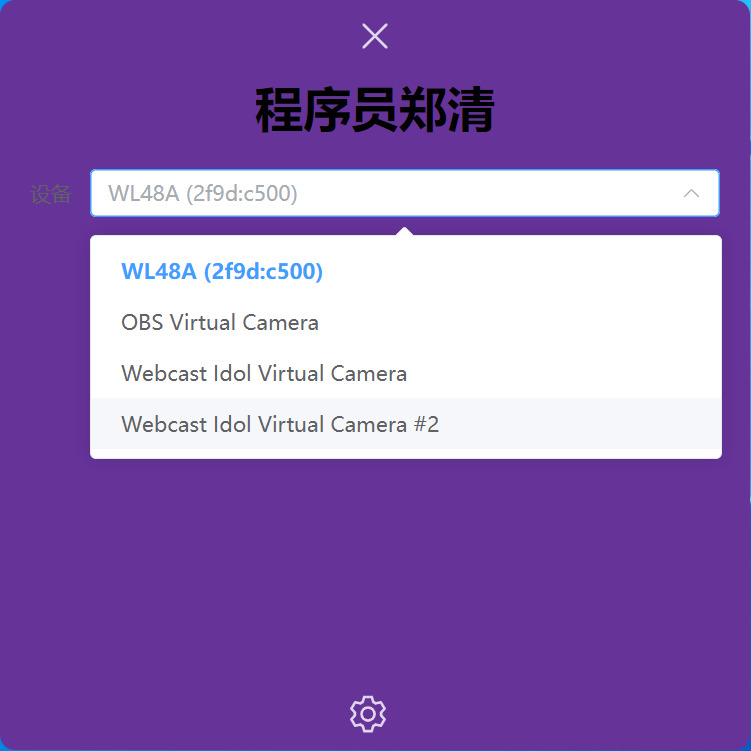 程序员郑清
设备 WL48A (2f9d:c500)
WL48A (2f9d:c500)
OBS Virtual Camera
Webcast Idol Virtual Camera
Webcast Idol Virtual Camera #2